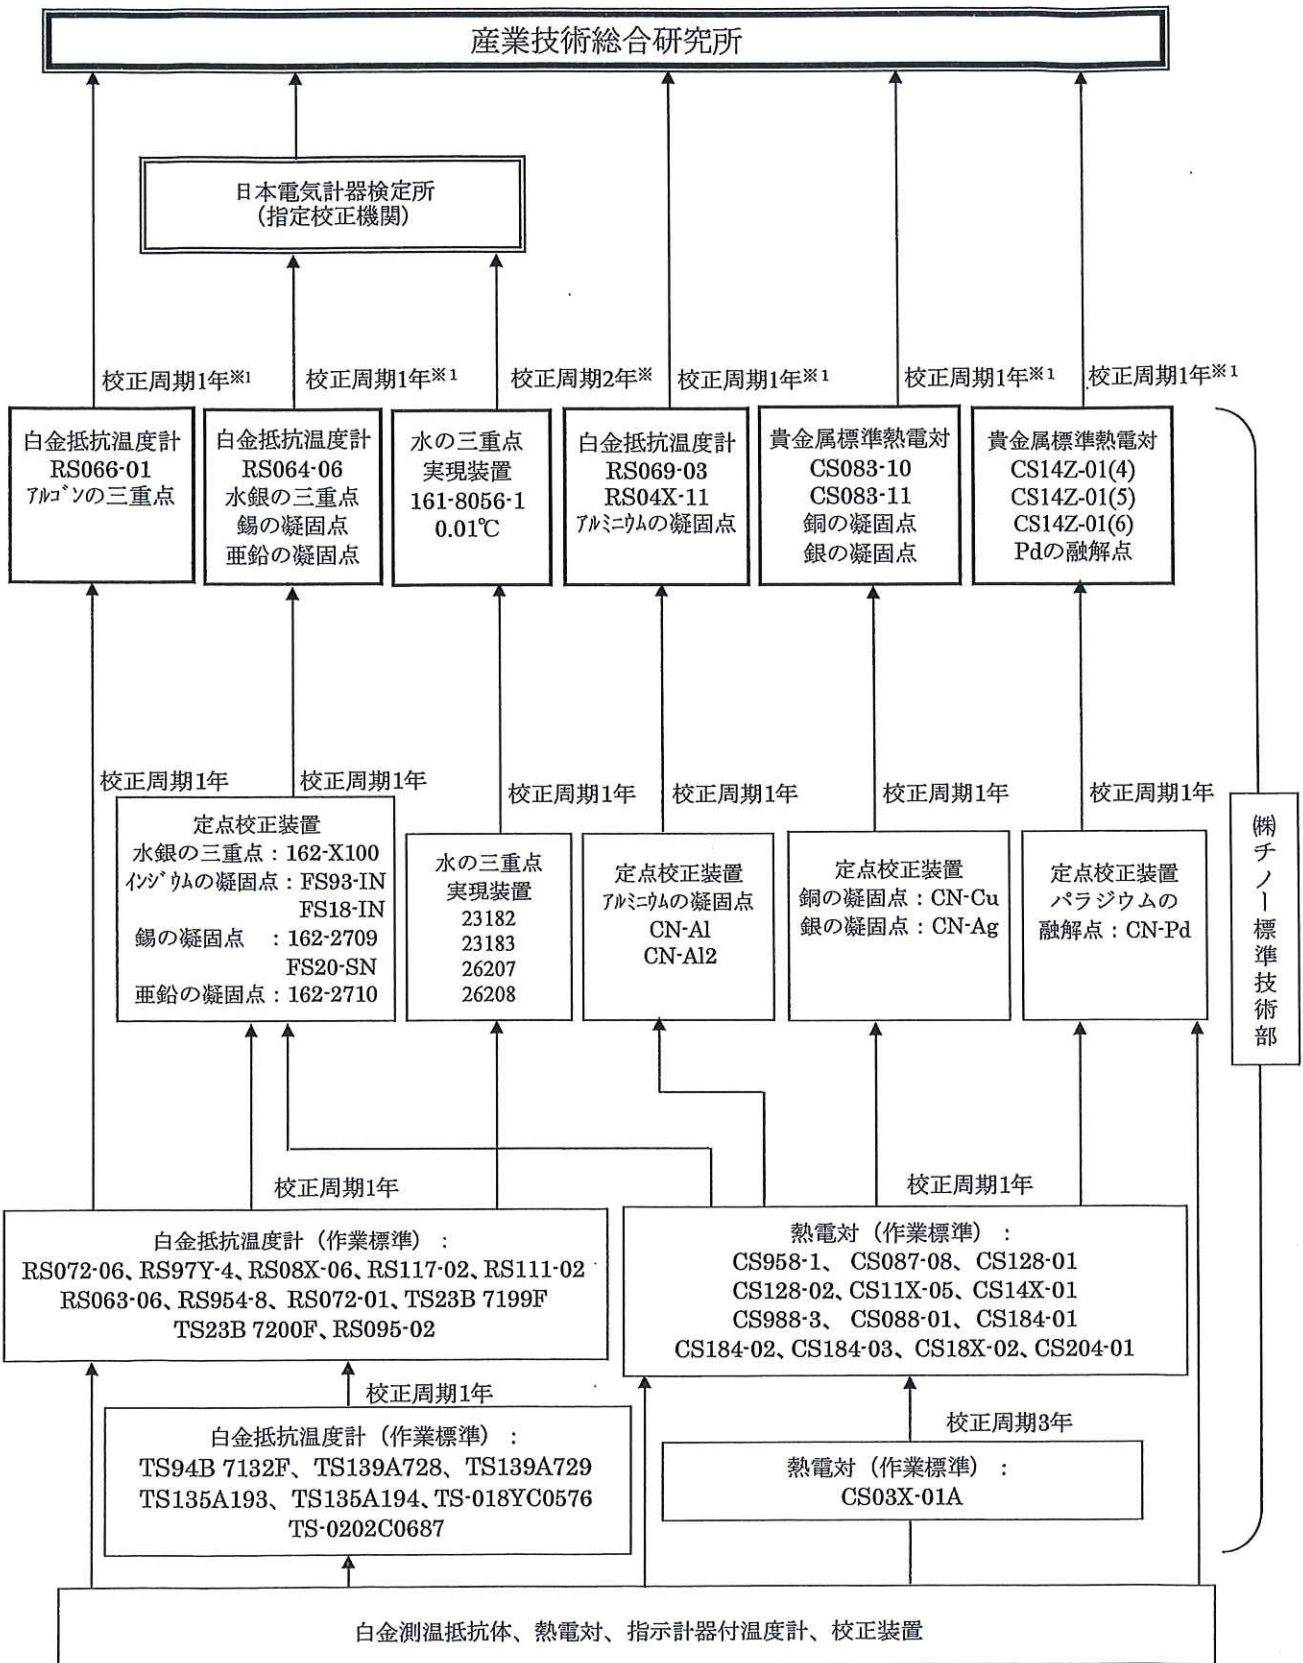 産業技術総合研究所
日本電気計器検定所
(指定校正機関)
校正周期1年※1
校正周期1年※1
校正周期2年※
校正周期1年※1
校正周期1年※1
校正周期1年※1
白金抵抗温度計
RS066-01
アルゴンの三重点
白金抵抗温度計
RS064-06
水銀の三重点
錫の凝固点
亜鉛の凝固点
水の三重点
実現装置
161-8056-1
0.01℃
白金抵抗温度計
RS069-03
RS04X-11
アルミニウムの凝固点
貴金属標準熱電対
CS083-10
CS083-11
銅の凝固点
銀の凝固点
貴金属標準熱電対
CS14Z-01(4)
CS14Z-01(5)
CS14Z-01(6)
Pdの融解点
校正周期1年
校正周期1年
校正周期1年
校正周期1年
校正周期1年
校正周期1年
定点校正装置
水銀の三重点：162-X100
インジウムの凝固点：FS93-IN
FS18-IN
錫の凝固点 ：162-2709
FS20-SN
亜鉛の凝固点：162-2710
水の三重点
実現装置
23182
23183
26207
26208
定点校正装置
アルミニウムの凝固点
CN-Al
CN-Al2
定点校正装置
銅の凝固点：CN-Cu
銀の凝固点：CN-Ag
定点校正装置
パラジウムの
融解点：CN-Pd
㈱チノー標準技術部
校正周期1年
校正周期1年
白金抵抗温度計（作業標準）：
RS072-06、RS97Y-4、RS08X-06、RS117-02、RS111-02
RS063-06、RS954-8、RS072-01、TS23B 7199F
TS23B 7200F、RS095-02
熱電対（作業標準）：
CS958-1、 CS087-08、CS128-01
CS128-02、CS11X-05、CS14X-01
CS988-3、 CS088-01、CS184-01
CS184-02、CS184-03、CS18X-02、CS204-01
校正周期1年
白金抵抗温度計（作業標準）：
TS94B 7132F、TS139A728、TS139A729
TS135A193、TS135A194、TS-018YC0576
TS-0202C0687
校正周期3年
熱電対（作業標準）：
CS03X-01A
白金測温抵抗体、熱電対、指示計器付温度計、校正装置